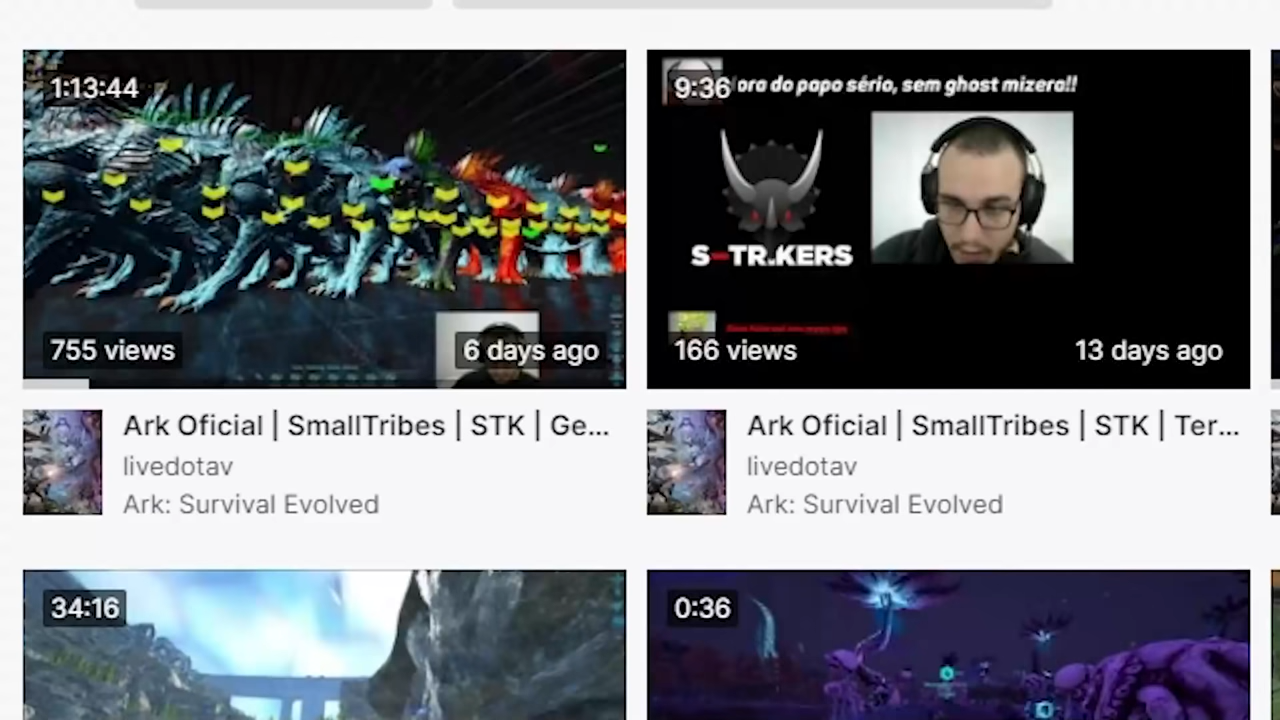 1:13:44
755 views
6 days ago
Ark Oficial | SmallTribes | STK | Ge...
livedotav
Ark: Survival Evolved
9:36
ora do papo sério, sem ghost mizera!!
S-TR.KERS
166 views
13 days ago
Ark Oficial | SmallTribes | STK | Ter...
livedotav
Ark: Survival Evolved
34:16
0:36